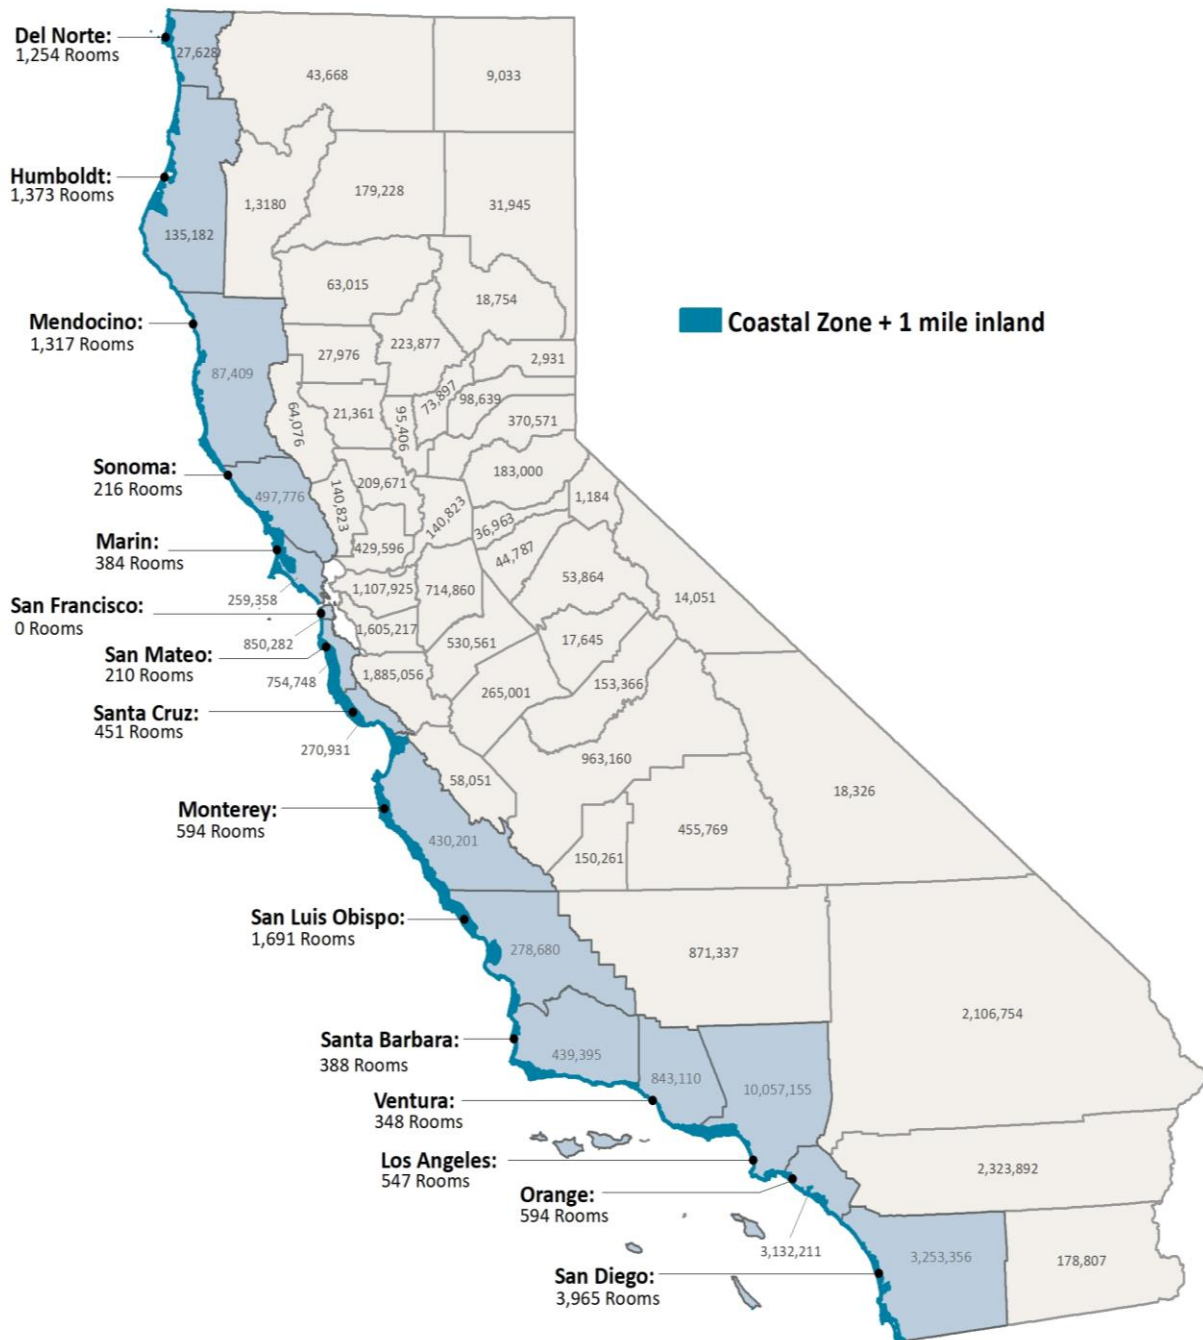 Del Norte:
1,254 Rooms
27,628
43,668
9,033
Humboldt:
1,373 Rooms
135,182
1,3180
179,228
31,945
63,015
18,754
Coastal Zone + 1 mile inland
Mendocino:
1,317 Rooms
87,409
27,976
223,877
2,931
64,076
21,361
95,406
73,897
98,639
370,571
Sonoma:
216 Rooms
497,776
140,823
209,671
140,823
183,000
1,184
36,963
Marin:
384 Rooms
259,358
429,596
44,787
53,864
14,051
San Francisco:
0 Rooms
850,282
1,107,925
714,860
San Mateo:
210 Rooms
754,748
1,605,217
530,561
17,645
Santa Cruz:
451 Rooms
270,931
1,885,056
265,001
153,366
Monterey:
594 Rooms
430,201
58,051
963,160
18,326
150,261
455,769
San Luis Obispo:
1,691 Rooms
278,680
871,337
2,106,754
Santa Barbara:
388 Rooms
439,395
Ventura:
348 Rooms
843,110
10,057,155
Los Angeles:
547 Rooms
2,323,892
Orange:
594 Rooms
3,132,211
San Diego:
3,965 Rooms
3,253,356
178,807